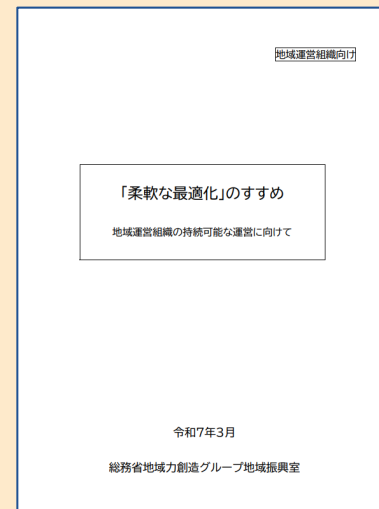 地域運営組織向け
「柔軟な最適化」のすすめ
地域運営組織の持続可能な運営に向けて
令和7年3月
総務省地域力創造グループ地域振興室